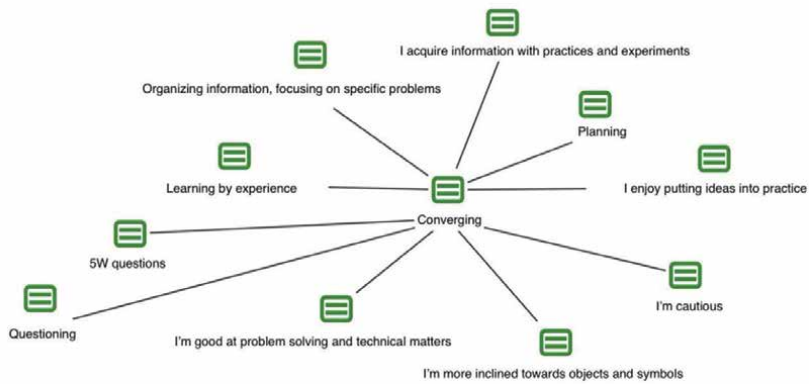 I acquire information with practices and experiments
Organizing information, focusing on specific problems
Planning
Learning by experience
I enjoy putting ideas into practice
Converging
5W questions
I'm cautious
Questioning
I'm good at problem solving and technical matters
I'm more inclined towards objects and symbols